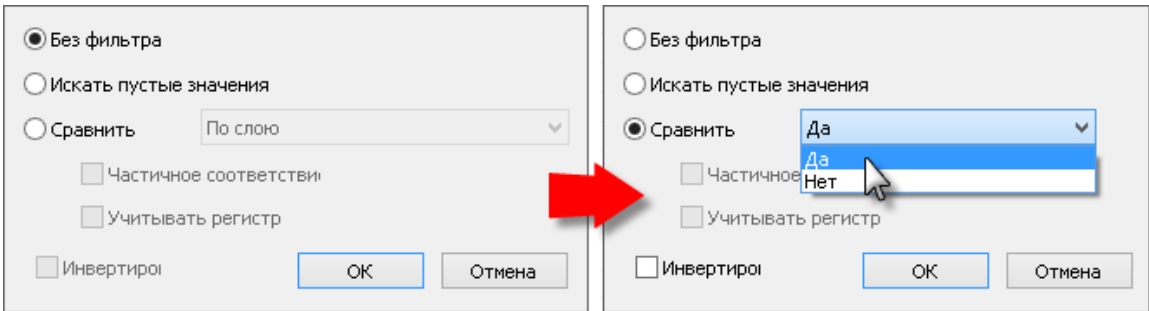 Без фильтра
Искать пустые значения
Сравнить По слою
Частичное соответстви
Учитывать регистр
Инвертиро
OK Отмена
Без фильтра
Искать пустые значения
Сравнить Да
Да
Частичное
Нет
Учитывать регистр
Инвертиро
OK Отмена